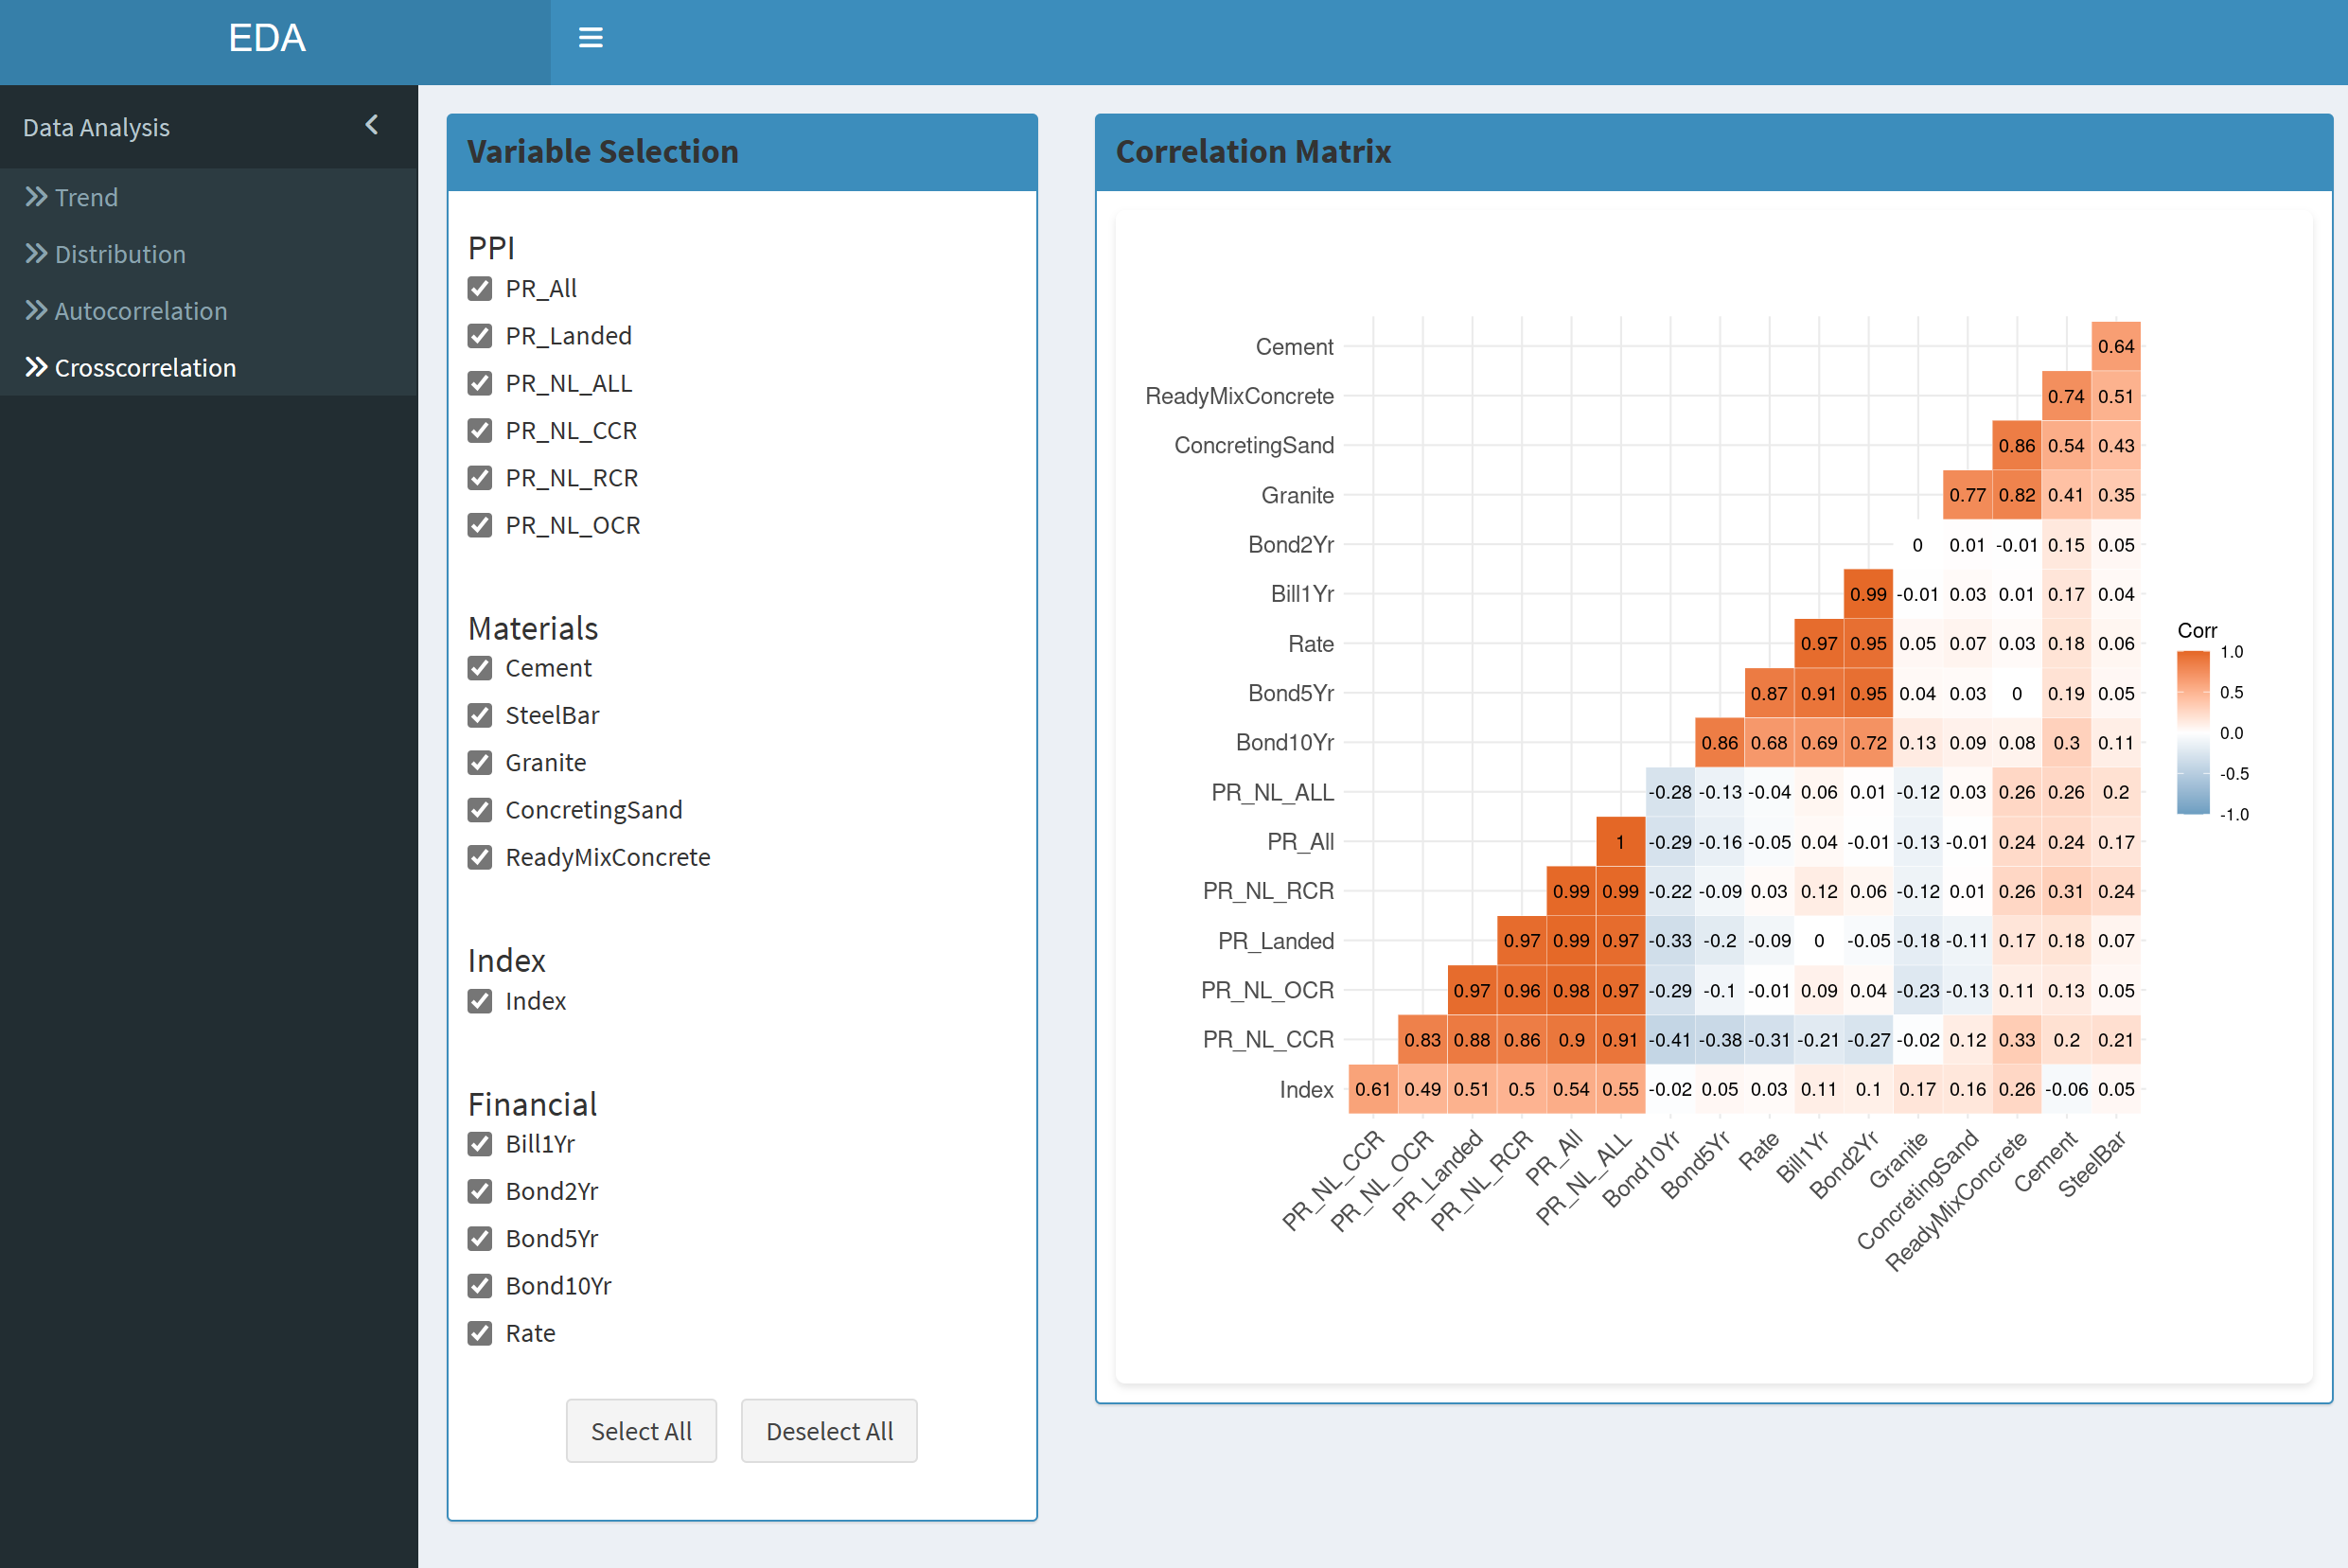 EDA
Data Analysis
Trend
Distribution
Autocorrelation
Crosscorrelation
Variable Selection
PPI
PR_All
PR_Landed
PR_NL_ALL
PR_NL_CCR
PR_NL_RCR
PR_NL_OCR
Materials
Cement
SteelBar
Granite
ConcretingSand
ReadyMixConcrete
Index
Index
Financial
Bill1Yr
Bond2Yr
Bond5Yr
Bond10Yr
Rate
Select All Deselect All
Correlation Matrix
Cement 0.64
ReadyMixConcrete 0.74 0.51
ConcretingSand 0.86 0.54 0.43
Granite 0.77 0.82 0.41 0.35
Bond2Yr 0 0.01 -0.01 0.15 0.05
Bill1Yr 0.99 -0.01 0.03 0.01 0.17 0.04
Rate 0.97 0.95 0.05 0.07 0.03 0.18 0.06
Bond5Yr 0.87 0.91 0.95 0.04 0.03 0 0.19 0.05
Bond10Yr 0.86 0.68 0.69 0.72 0.13 0.09 0.08 0.3 0.11
PR_NL_ALL -0.28 -0.13 -0.04 0.06 0.01 -0.12 0.03 0.26 0.26 0.2
PR_All 1 -0.29 -0.16 -0.05 0.04 -0.01 -0.13 -0.01 0.24 0.24 0.17
PR_NL_RCR 0.99 0.99 -0.22 -0.09 0.03 0.12 0.06 -0.12 0.01 0.26 0.31 0.24
PR_Landed 0.97 0.99 0.97 -0.33 -0.2 -0.09 0 -0.05 -0.18 -0.11 0.17 0.18 0.07
PR_NL_OCR 0.97 0.96 0.98 0.97 -0.29 -0.1 -0.01 0.09 0.04 -0.23 -0.13 0.11 0.13 0.05
PR_NL_CCR 0.83 0.88 0.86 0.9 0.91 -0.41 -0.38 -0.31 -0.21 -0.27 -0.02 0.12 0.33 0.2 0.21
Index 0.61 0.49 0.51 0.5 0.54 0.55 -0.02 0.05 0.03 0.11 0.1 0.17 0.16 0.26 -0.06 0.05
PR_NL_CCR PR_NL_OCR PR_Landed PR_NL_RCR PR_All PR_NL_ALL Bond10Yr Bond5Yr Rate Bill1Yr Bond2Yr Granite ConcretingSand ReadyMixConcrete Cement SteelBar
Corr
1.0
0.5
0.0
-0.5
-1.0